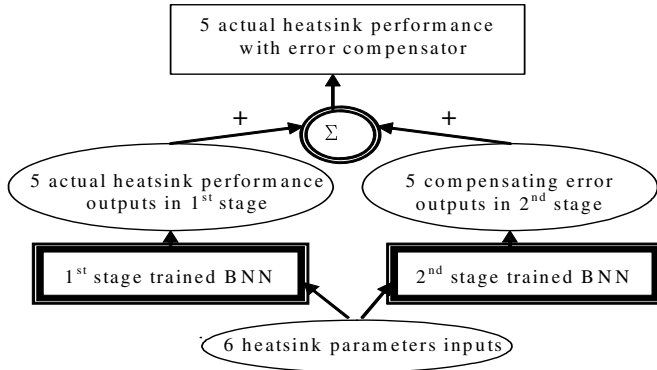 5 actual heatsink performance
with error compensator
+
+
Σ
5 actual heatsink performance
outputs in 1st stage
5 compensating error
outputs in 2nd stage
1st stage trained BNN
2nd stage trained BNN
6 heatsink parameters inputs